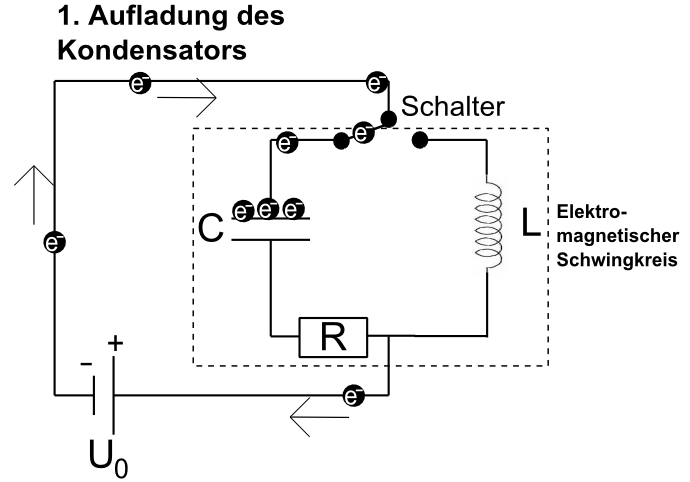 1. Aufladung des
Kondensators
e⁻
e⁻
Schalter
e⁻
e⁻
e⁻ e⁻ e⁻
C
L
Elektro-
magnetischer
Schwingkreis
e⁻
R
- +
e⁻
U₀